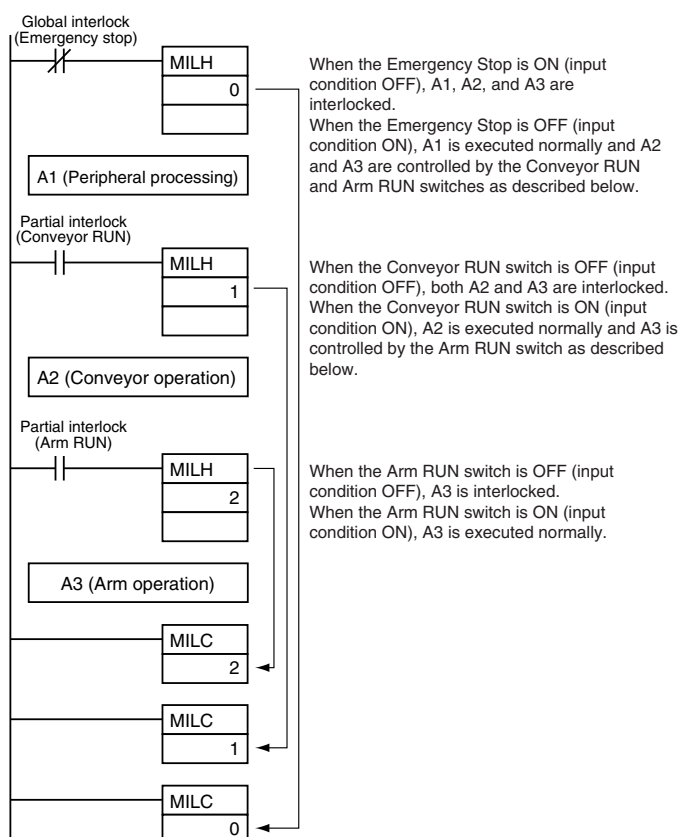 Global interlock
(Emergency stop)
MILH
0
When the Emergency Stop is ON (input
condition OFF), A1, A2, and A3 are
interlocked.
When the Emergency Stop is OFF (input
condition ON), A1 is executed normally and A2
and A3 are controlled by the Conveyor RUN
and Arm RUN switches as described below.
A1 (Peripheral processing)
Partial interlock
(Conveyor RUN)
MILH
1
When the Conveyor RUN switch is OFF (input
condition OFF), both A2 and A3 are interlocked.
When the Conveyor RUN switch is ON (input
condition ON), A2 is executed normally and A3 is
controlled by the Arm RUN switch as described
below.
A2 (Conveyor operation)
Partial interlock
(Arm RUN)
MILH
2
When the Arm RUN switch is OFF (input
condition OFF), A3 is interlocked.
When the Arm RUN switch is ON (input
condition ON), A3 is executed normally.
A3 (Arm operation)
MILC
2
MILC
1
MILC
0